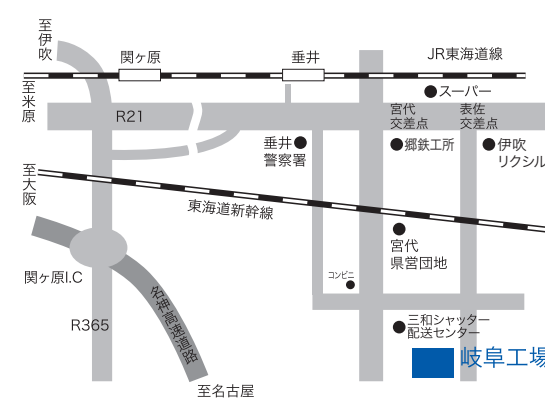 至伊吹
関ヶ原
垂井
JR東海道線
至米原
スーパー
R21
宮代
交差点
表佐
交差点
垂井
警察署
郷鉄工所
伊吹
リクシル
至大阪
東海道新幹線
宮代
県営団地
関ヶ原I.C
コンビニ
名神高速道路
R365
三和シャッター
配送センター
岐阜工場
至名古屋